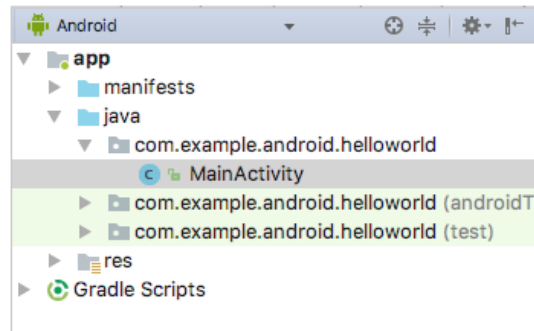 Android
app
manifests
java
com.example.android.helloworld
C MainActivity
com.example.android.helloworld (androidT
com.example.android.helloworld (test)
res
Gradle Scripts